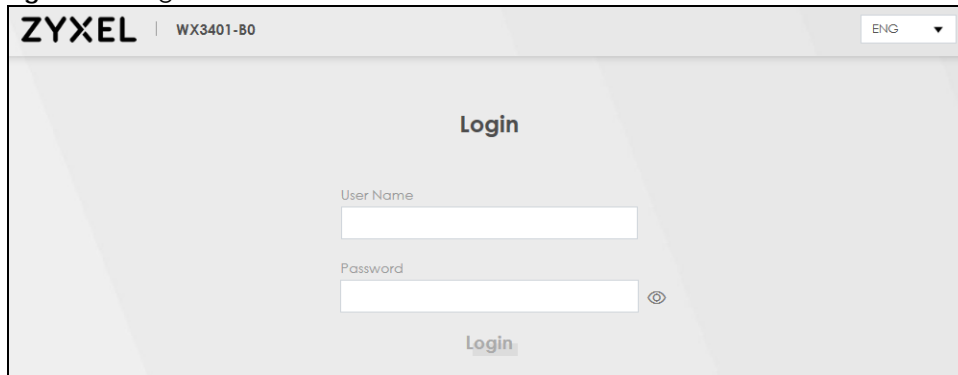 ZYXEL WX3401-B0 ENG
Login
User Name
Password
Login